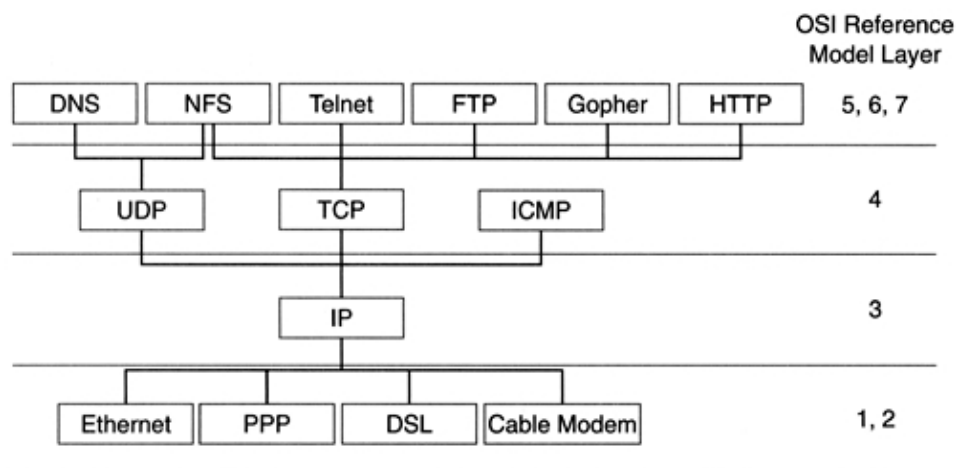 OSI Reference
Model Layer
DNS NFS Telnet FTP Gopher HTTP 5, 6, 7
UDP TCP ICMP 4
IP 3
Ethernet PPP DSL Cable Modem 1, 2